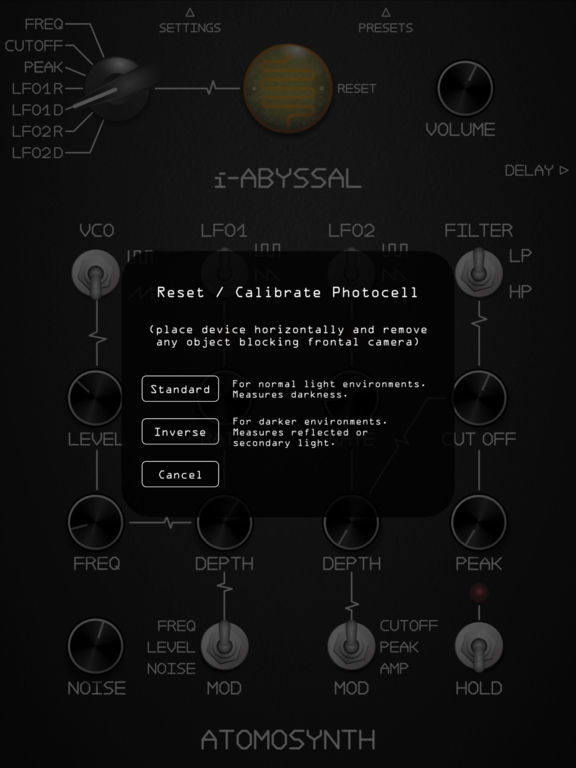 FREQ
CUTOFF
PEAK
LFO1R
LFO1D
LFO2R
LFO2D
SETTINGS
PRESETS
RESET
VOLUME
i-ABYSSAL
DELAY
VCO
LFO1
LFO2
FILTER
LP
HP
Reset / Calibrate Photocell
(place device horizontally and remove
any object blocking frontal camera)
Standard
For normal light environments.
Measures darkness.
Inverse
For darker environments.
Measures reflected or
secondary light.
Cancel
LEVEL
CUT OFF
FREQ
DEPTH
DEPTH
PEAK
FREQ
LEVEL
NOISE
CUTOFF
PEAK
AMP
NOISE
MOD
MOD
HOLD
ATOMOSYNTH